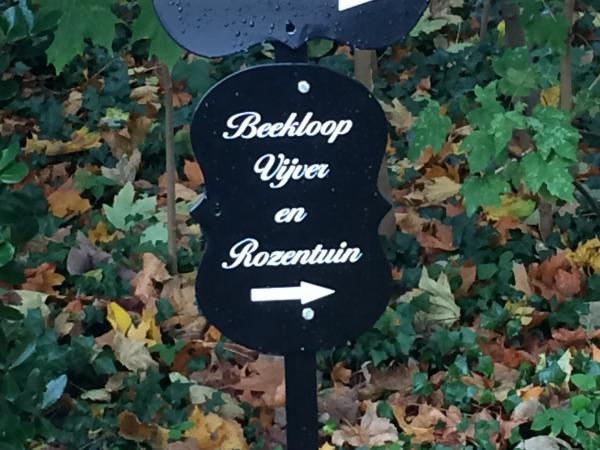 Beekloop
Vijver
en
Rozentuin